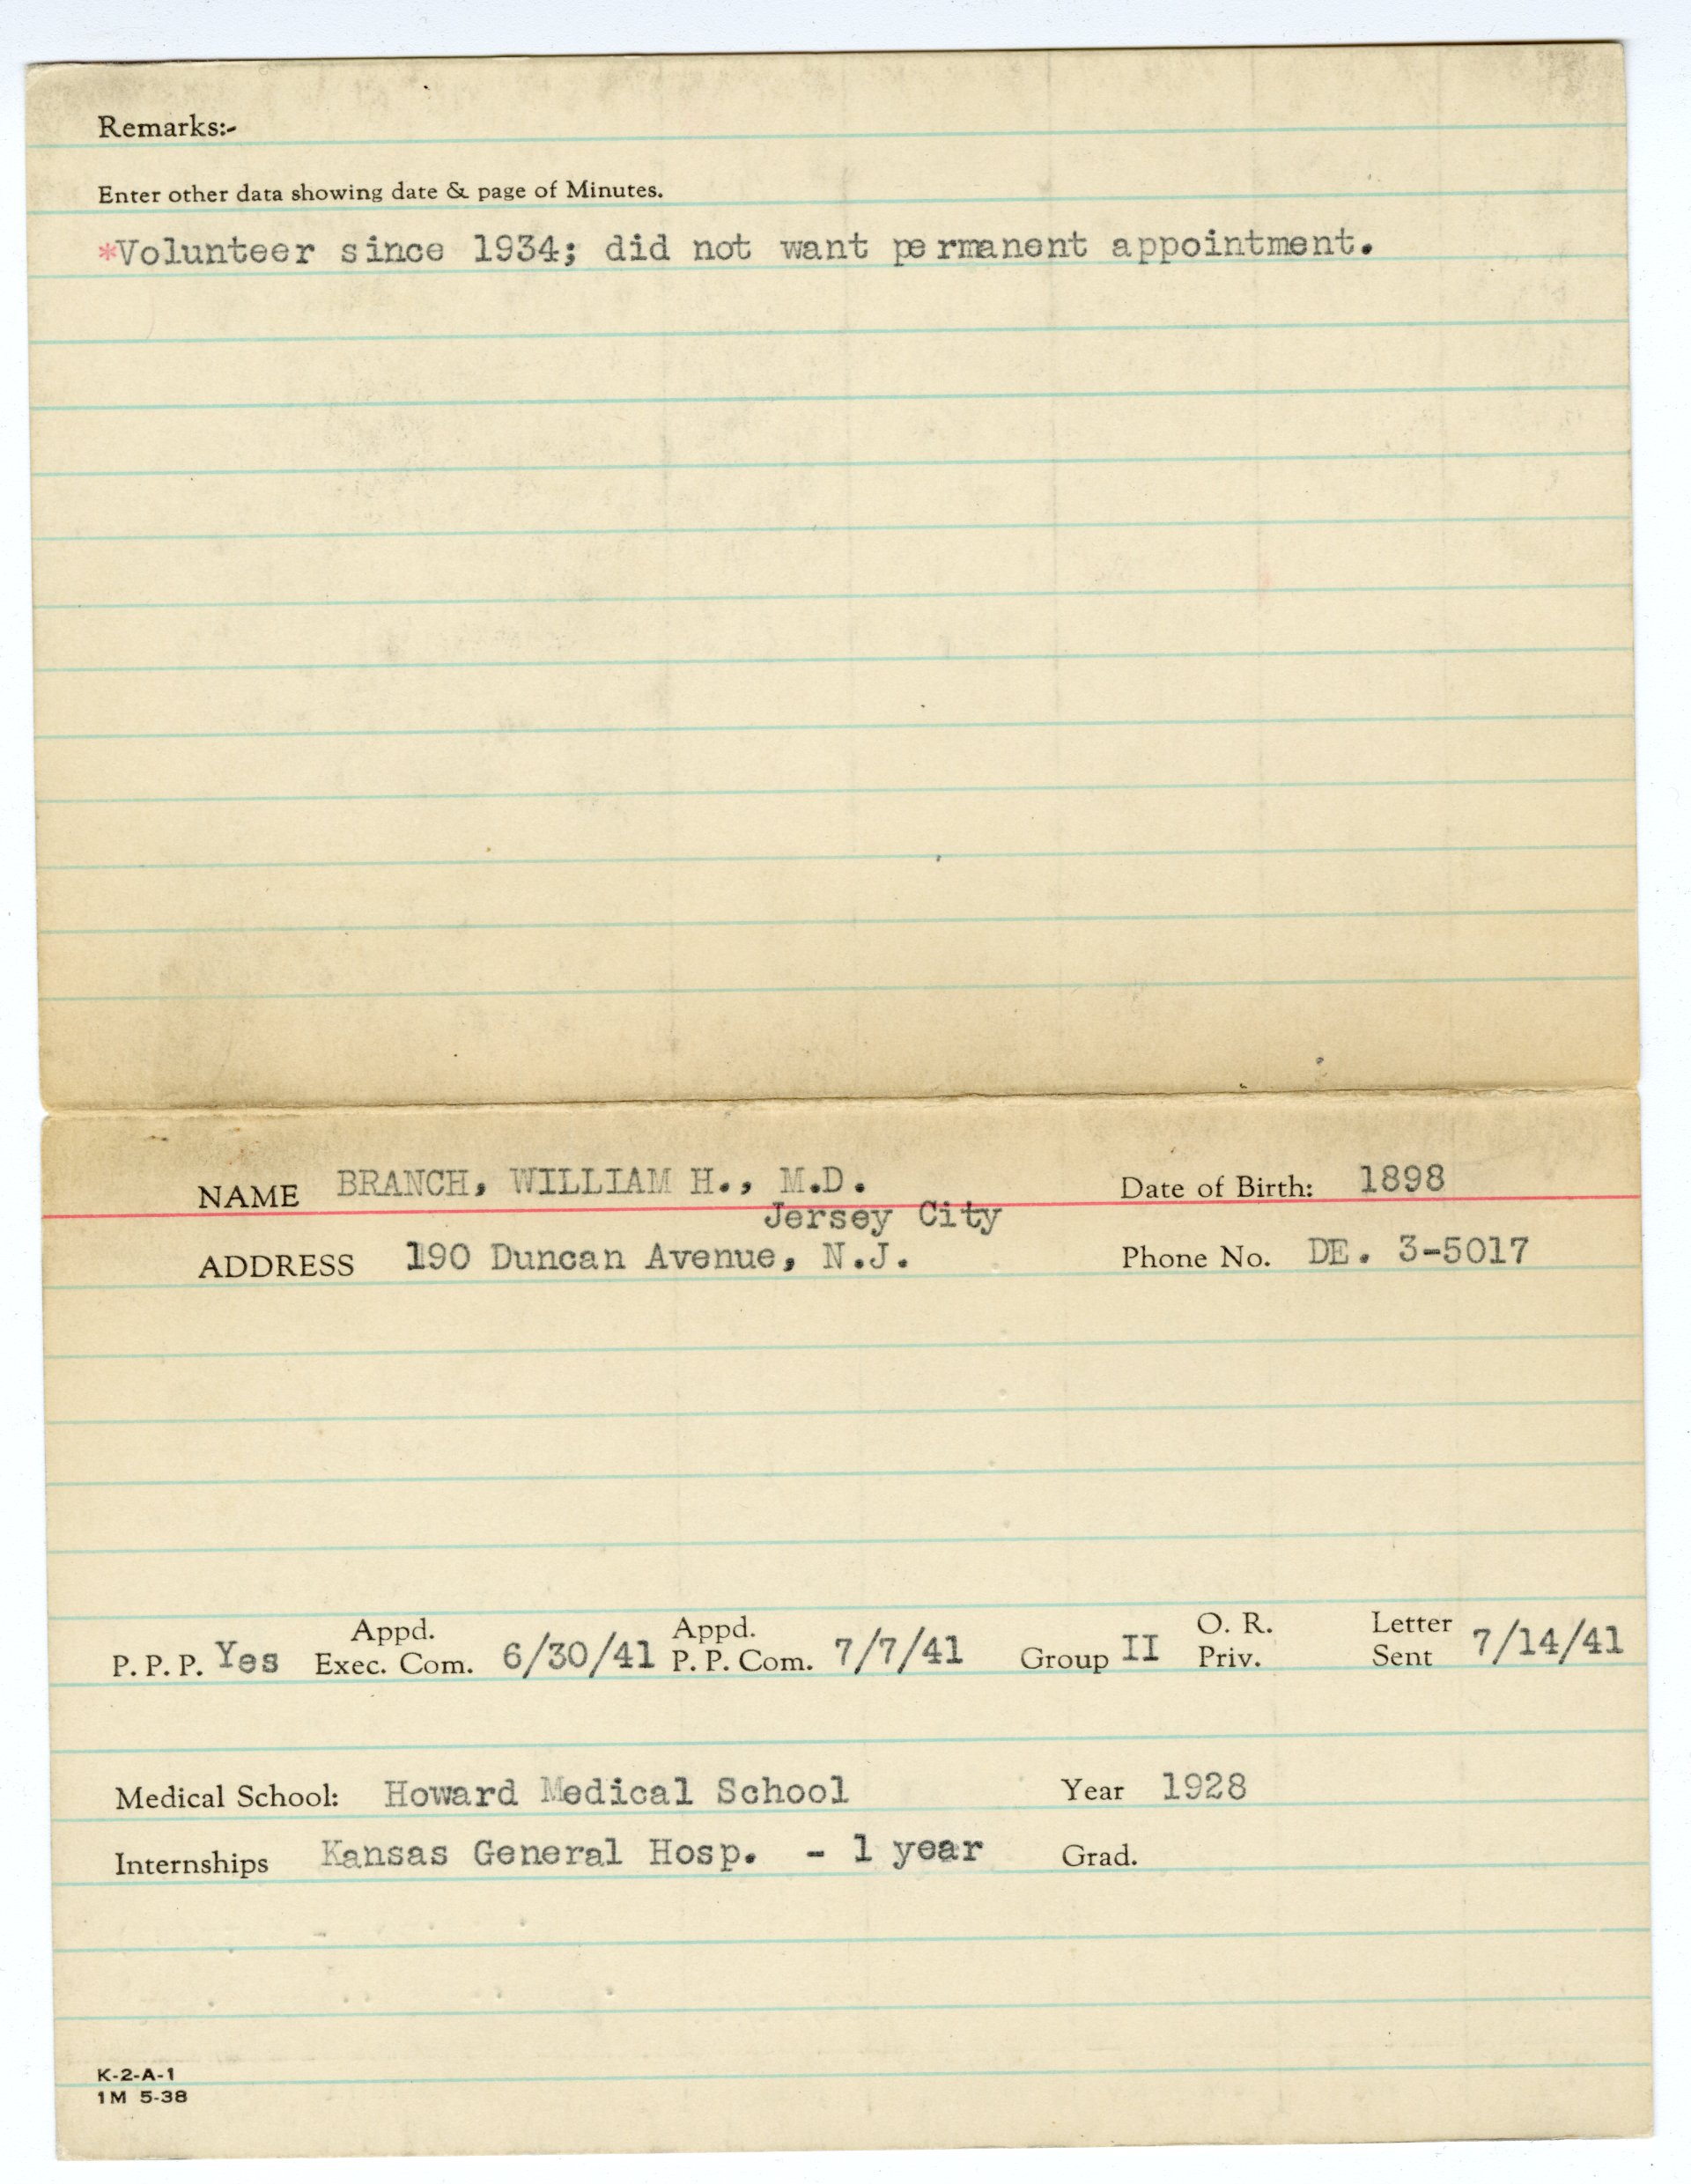 Remarks:-
Enter other data showing date & page of Minutes.
*Volunteer since 1934; did not want permanent appointment.
NAME BRANCH, WILLIAM H., M.D. Date of Birth: 1898
Jersey City
ADDRESS 190 Duncan Avenue, N.J. Phone No. DE. 3-5017
Appd. Appd. O. R. Letter
P. P. P. Yes Exec. Com. 6/30/41 P. P. Com. 7/7/41 Group II Priv. Sent 7/14/41
Medical School: Howard Medical School Year 1928
Internships Kansas General Hosp. - 1 year Grad.
K-2-A-1
1M 5-38